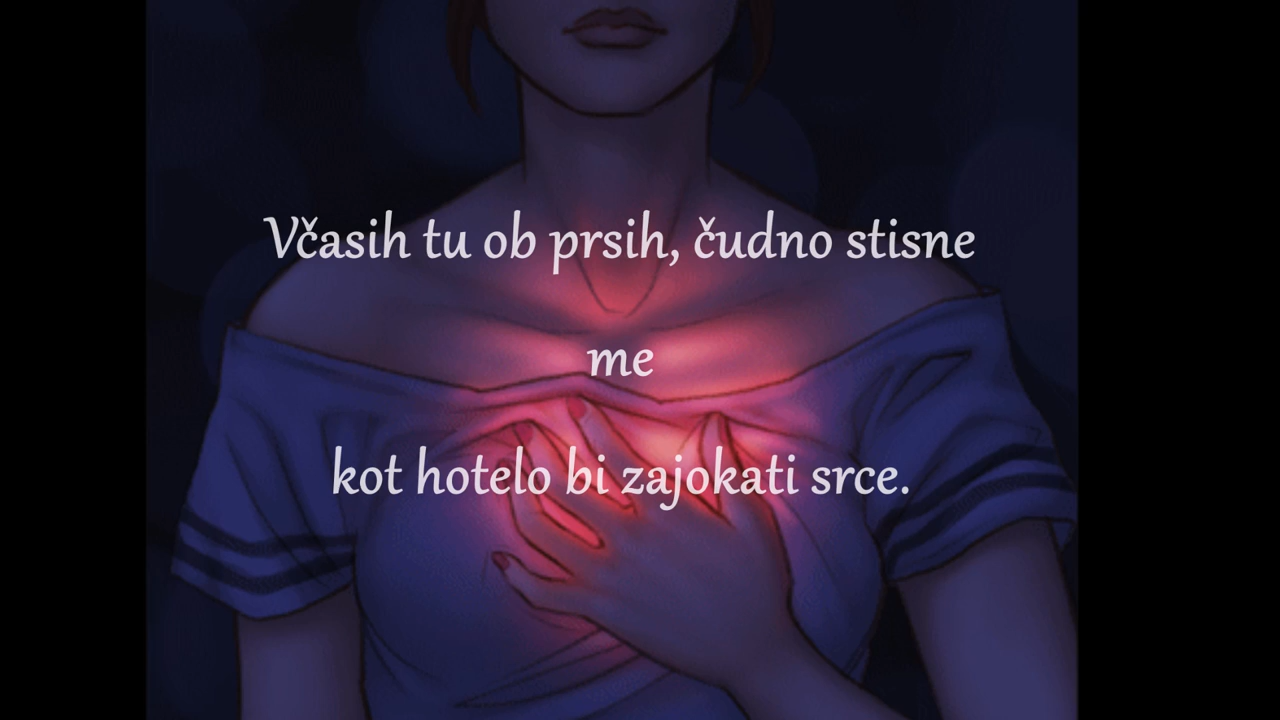 Včasih tu ob prsih, čudno stisne
me
kot hotelo bi zajokati srce.